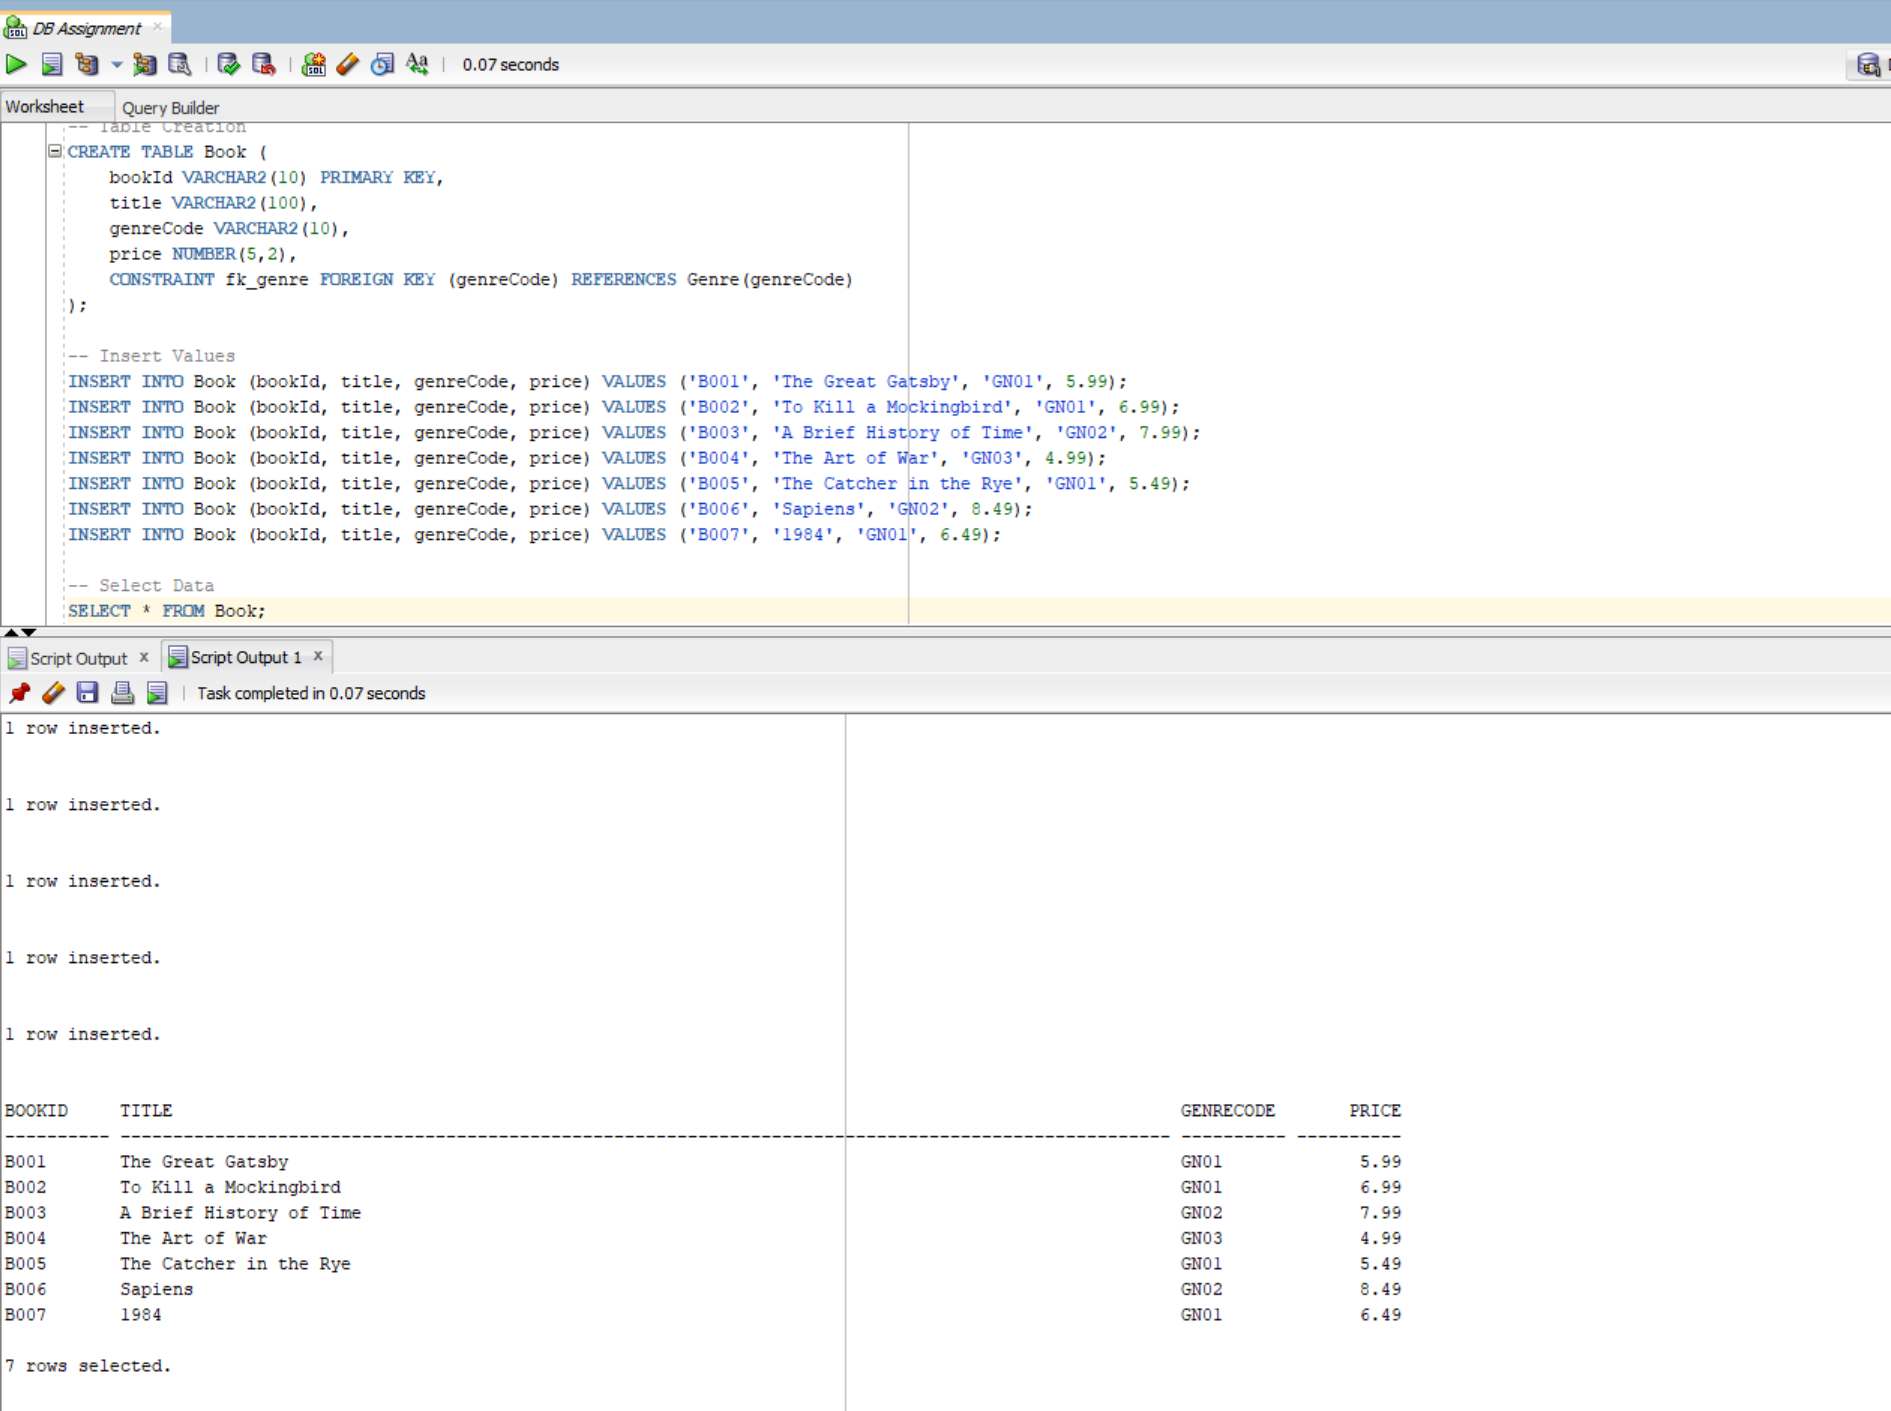 DB Assignment
0.07 seconds
Worksheet Query Builder
-- Table Creation
CREATE TABLE Book (
    bookId VARCHAR2(10) PRIMARY KEY,
    title VARCHAR2(100),
    genreCode VARCHAR2(10),
    price NUMBER(5,2),
    CONSTRAINT fk_genre FOREIGN KEY (genreCode) REFERENCES Genre(genreCode)
);
-- Insert Values
INSERT INTO Book (bookId, title, genreCode, price) VALUES ('B001', 'The Great Gatsby', 'GN01', 5.99);
INSERT INTO Book (bookId, title, genreCode, price) VALUES ('B002', 'To Kill a Mockingbird', 'GN01', 6.99);
INSERT INTO Book (bookId, title, genreCode, price) VALUES ('B003', 'A Brief History of Time', 'GN02', 7.99);
INSERT INTO Book (bookId, title, genreCode, price) VALUES ('B004', 'The Art of War', 'GN03', 4.99);
INSERT INTO Book (bookId, title, genreCode, price) VALUES ('B005', 'The Catcher in the Rye', 'GN01', 5.49);
INSERT INTO Book (bookId, title, genreCode, price) VALUES ('B006', 'Sapiens', 'GN02', 8.49);
INSERT INTO Book (bookId, title, genreCode, price) VALUES ('B007', '1984', 'GN01', 6.49);
-- Select Data
SELECT * FROM Book;
Script Output x Script Output 1 x
Task completed in 0.07 seconds
1 row inserted.
1 row inserted.
1 row inserted.
1 row inserted.
1 row inserted.
BOOKID TITLE GENRECODE PRICE
---------- ---------------------------------------------------------------------------------------------------- ---------- ----------
B001 The Great Gatsby GN01 5.99
B002 To Kill a Mockingbird GN01 6.99
B003 A Brief History of Time GN02 7.99
B004 The Art of War GN03 4.99
B005 The Catcher in the Rye GN01 5.49
B006 Sapiens GN02 8.49
B007 1984 GN01 6.49
7 rows selected.